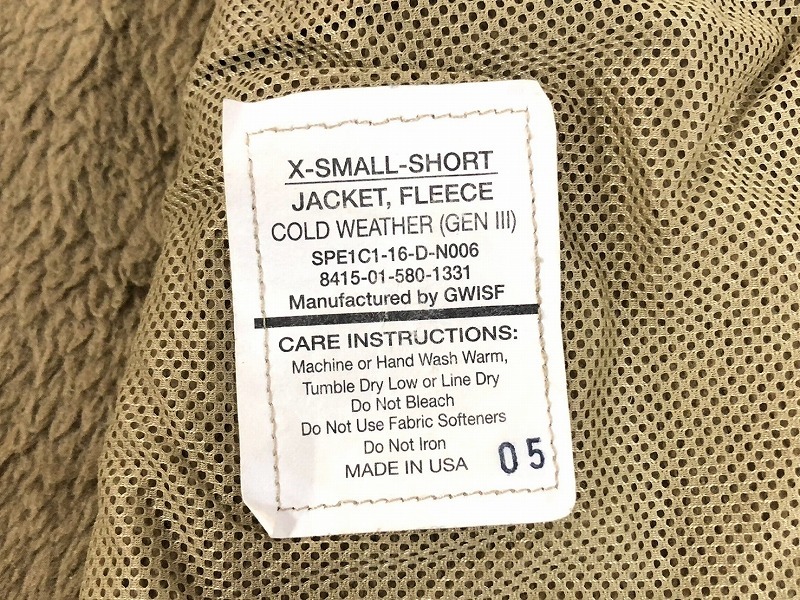 X-SMALL-SHORT
JACKET, FLEECE
COLD WEATHER (GEN III)
SPE1C1-16-D-N006
8415-01-580-1331
Manufactured by GWISF
CARE INSTRUCTIONS:
Machine or Hand Wash Warm,
Tumble Dry Low or Line Dry
Do Not Bleach
Do Not Use Fabric Softeners
Do Not Iron
MADE IN USA 05